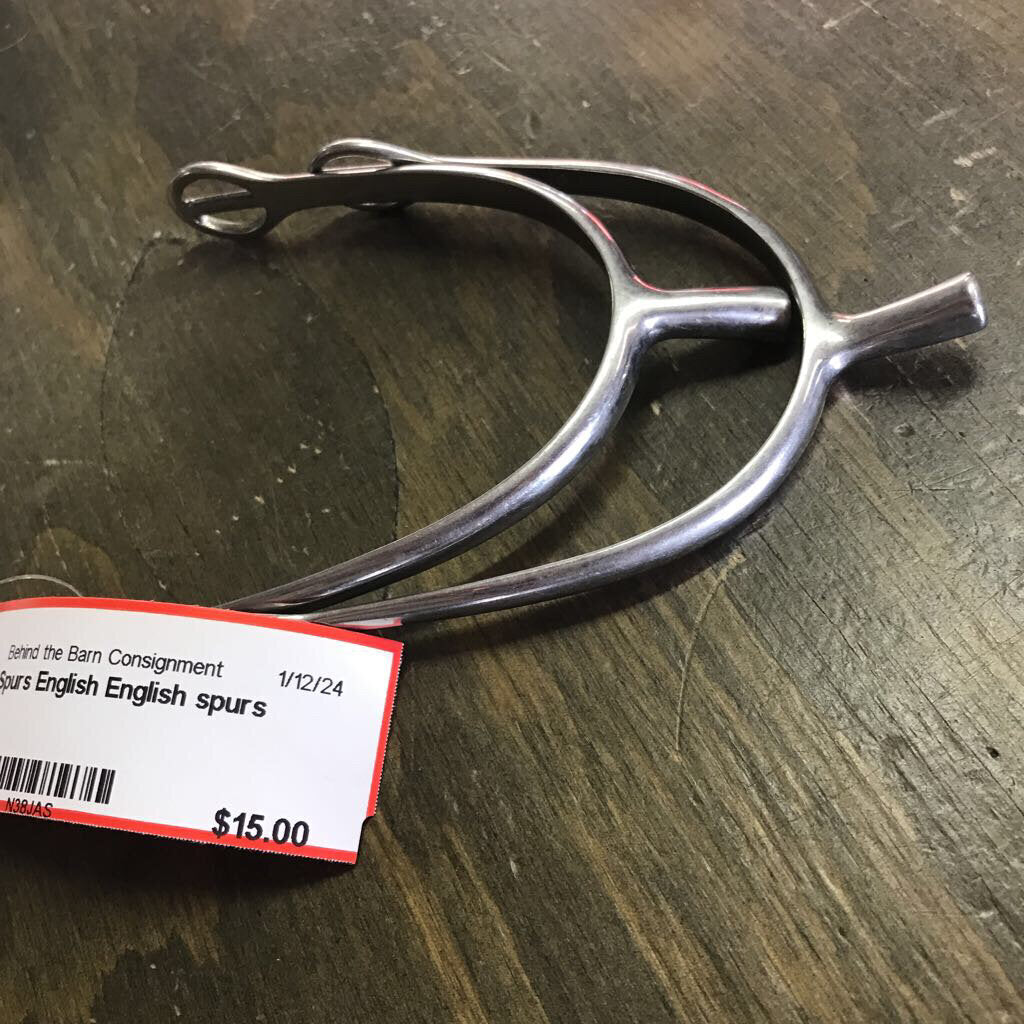 Behind the Barn Consignment
1/12/24
Spurs English English spurs
N38JAS
$15.00